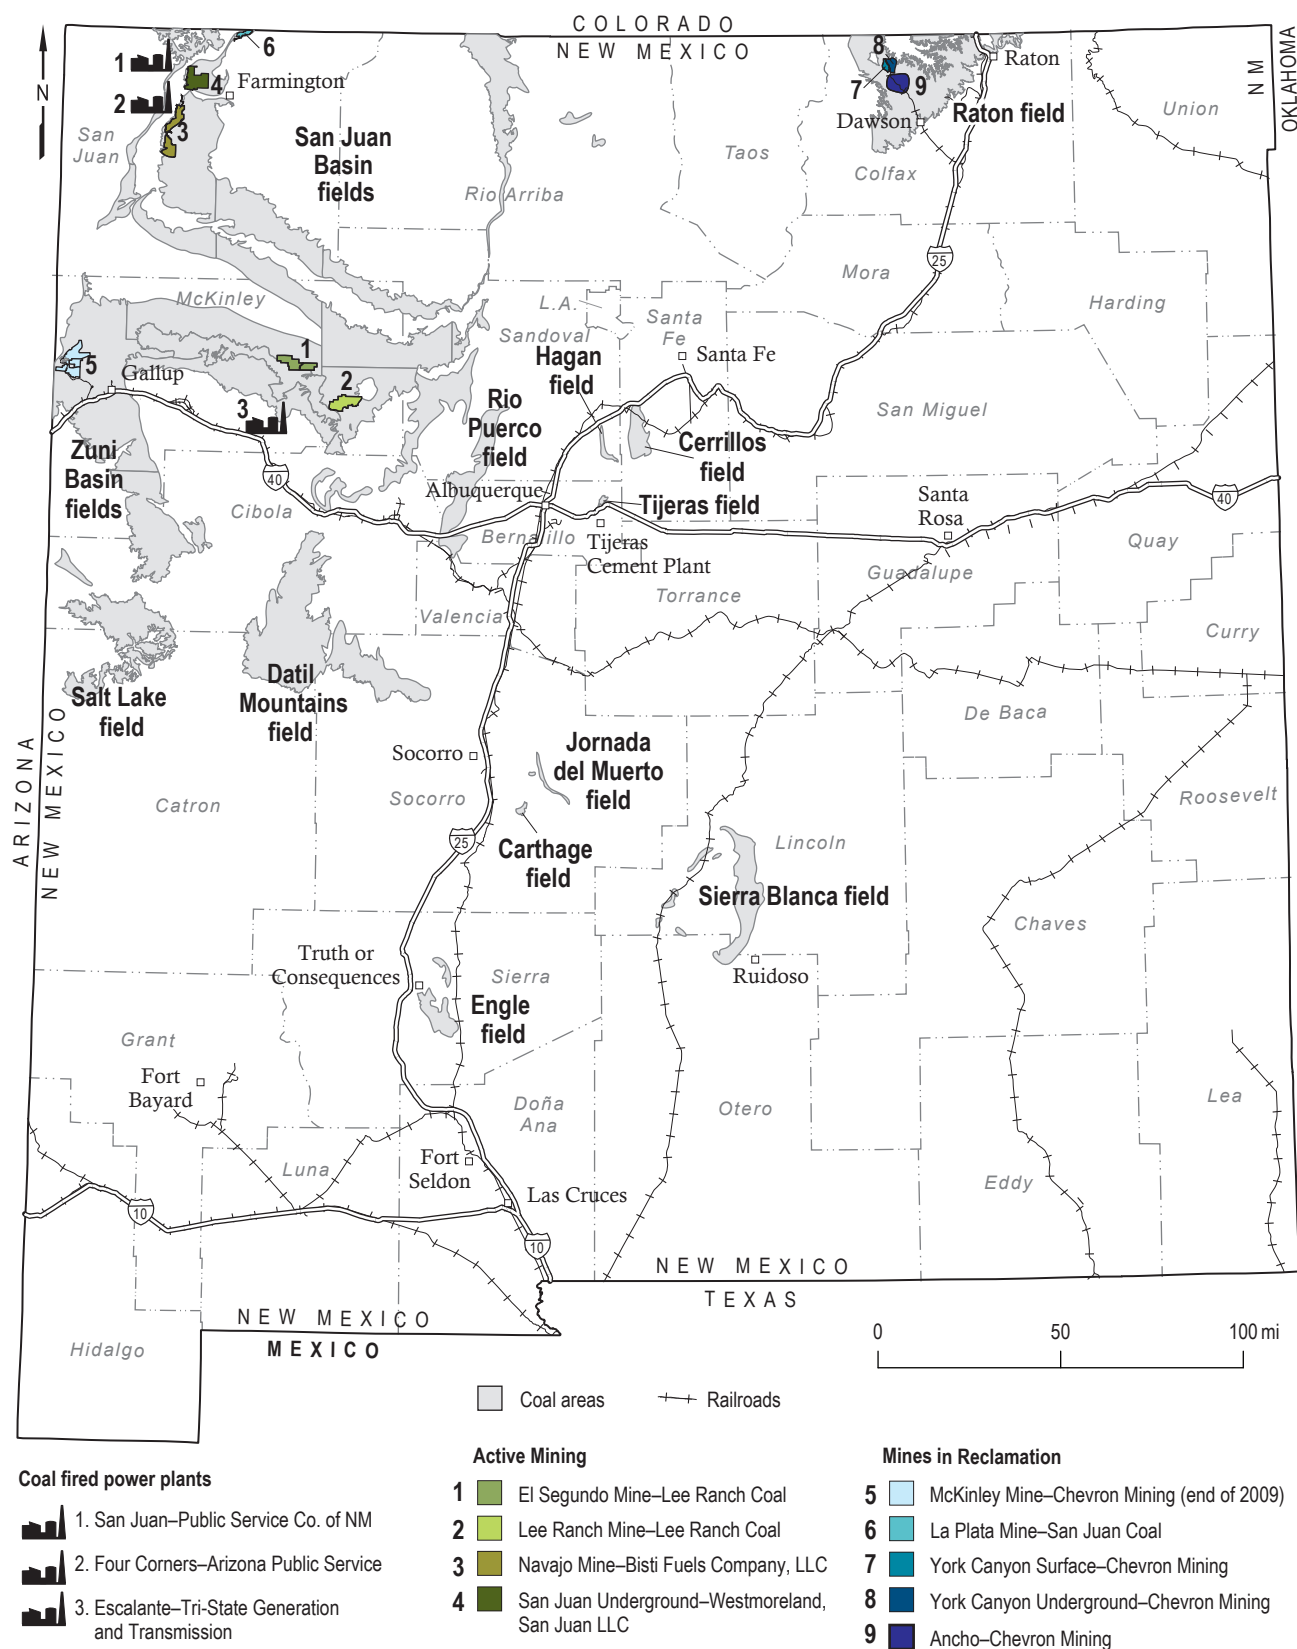 COLORADO
NEW MEXICO
OKLAHOMA
NM
N
1
2
3
4
6
Farmington
San
Juan
San Juan
Basin
fields
Rio Arriba
Taos
8
7
9
Raton
Dawson
Raton field
Colfax
Union
25
Mora
Harding
McKinley
L.A.
Sandoval
Santa
Fe
Santa Fe
Hagan
field
1
2
3
5
Gallup
Rio
Puerco
field
San Miguel
Cerrillos
field
Zuni
Basin
fields
40
Cibola
Albuquerque
Tijeras field
Bernalillo
Tijeras
Cement Plant
Santa
Rosa
40
Quay
Guadalupe
Torrance
Valencia
Curry
Salt Lake
field
Datil
Mountains
field
De Baca
ARIZONA
NEW MEXICO
Socorro
Socorro
Jornada
del Muerto
field
Catron
Roosevelt
25
Carthage
field
Lincoln
Sierra Blanca field
Chaves
Truth or
Consequences
Sierra
Ruidoso
Engle
field
Grant
Fort
Bayard
Doña
Ana
Otero
Lea
Luna
Fort
Seldon
Eddy
Las Cruces
10
10
NEW MEXICO
TEXAS
NEW MEXICO
MEXICO
Hidalgo
0 50 100 mi
Coal areas
Railroads
Coal fired power plants
1. San Juan–Public Service Co. of NM
2. Four Corners–Arizona Public Service
3. Escalante–Tri-State Generation
and Transmission
Active Mining
1 El Segundo Mine–Lee Ranch Coal
2 Lee Ranch Mine–Lee Ranch Coal
3 Navajo Mine–Bisti Fuels Company, LLC
4 San Juan Underground–Westmoreland,
San Juan LLC
Mines in Reclamation
5 McKinley Mine–Chevron Mining (end of 2009)
6 La Plata Mine–San Juan Coal
7 York Canyon Surface–Chevron Mining
8 York Canyon Underground–Chevron Mining
9 Ancho–Chevron Mining